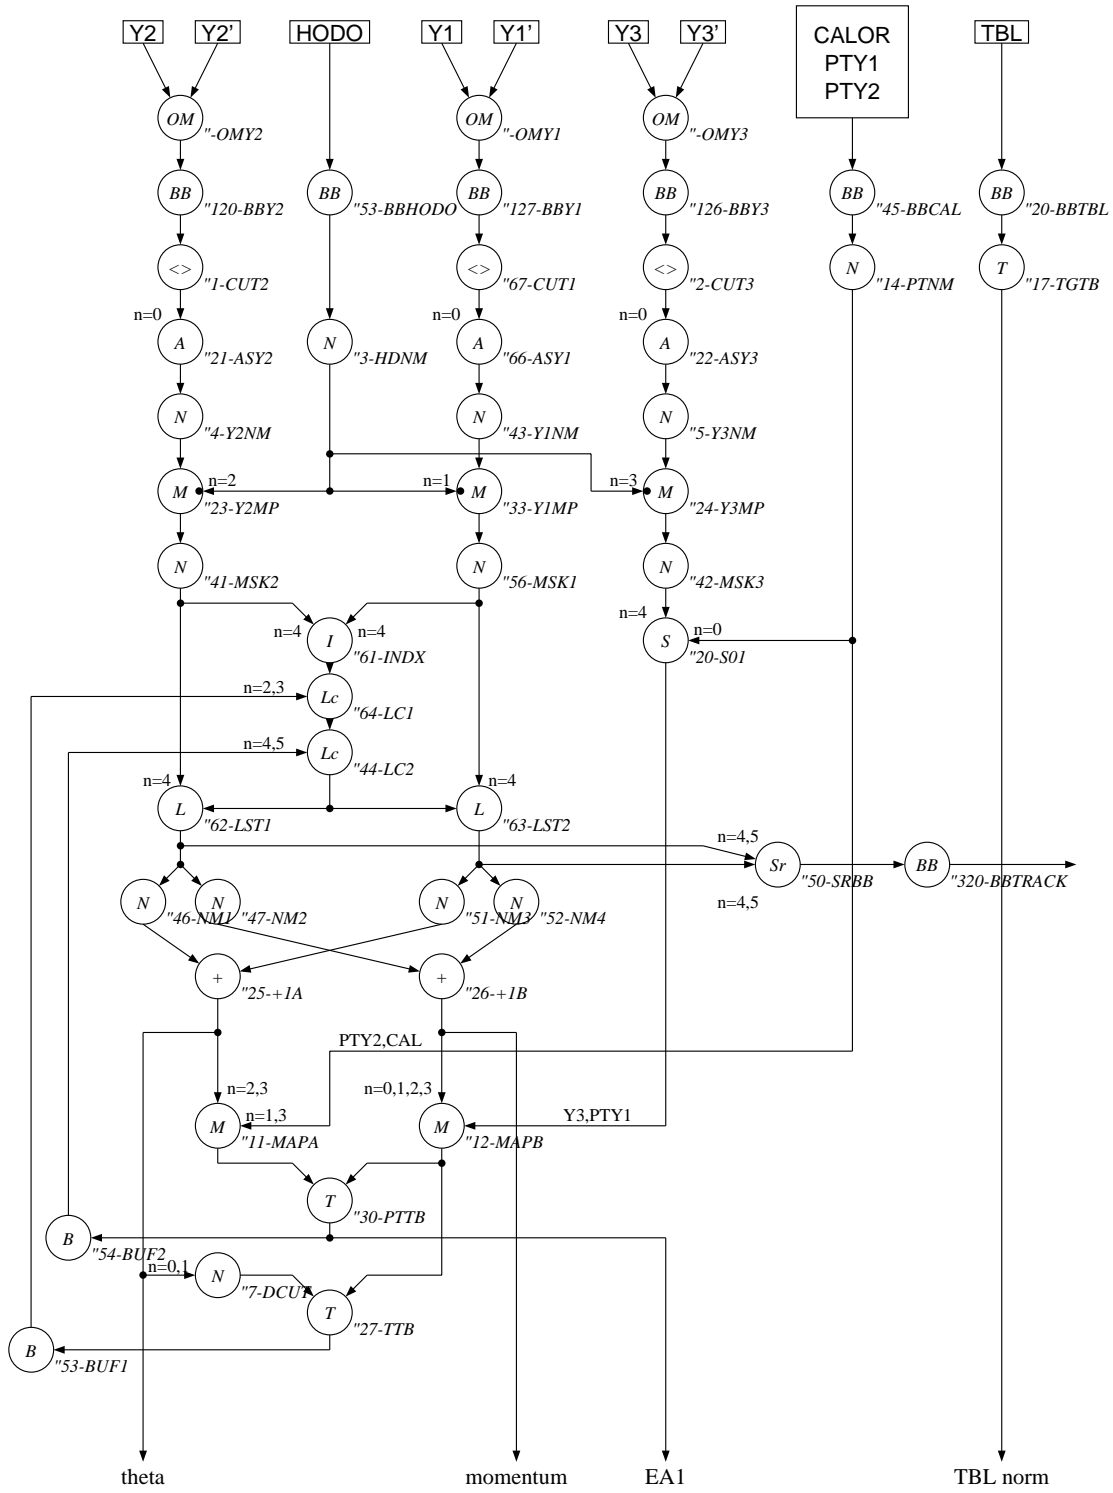 Y2 Y2' HODO Y1 Y1' Y3 Y3' CALOR TBL
PTY1
PTY2
OM "-OMY2 OM "-OMY1 OM "-OMY3
BB "120-BBY2 BB "53-BBHODO BB "127-BBY1 BB "126-BBY3 BB "45-BBCAL BB "20-BBTBL
<> "1-CUT2 <> "67-CUT1 <> "2-CUT3 N "14-PTNM T "17-TGTB
n=0 n=0 n=0
A "21-ASY2 N "3-HDNM A "66-ASY1 A "22-ASY3
N "4-Y2NM N "43-Y1NM N "5-Y3NM
n=2 n=1 n=3
M "23-Y2MP M "33-Y1MP M "24-Y3MP
N "41-MSK2 N "56-MSK1 N "42-MSK3
n=4 n=4 n=4 n=0
I "61-INDX S "20-S01
n=2,3 Lc "64-LC1
n=4,5 Lc "44-LC2
n=4 n=4
L "62-LST1 L "63-LST2
n=4,5
Sr "50-SRBB BB "320-BBTRACK
n=4,5
N "46-NM1 N "47-NM2 N "51-NM3 N "52-NM4
+ "25-+1A + "26-+1B
PTY2,CAL
n=2,3 n=0,1,2,3
n=1,3 Y3,PTY1
M "11-MAPA M "12-MAPB
T "30-PTTB
B "54-BUF2
n=0,1 N "7-DCUT
T "27-TTB
B "53-BUF1
theta momentum EA1 TBL norm